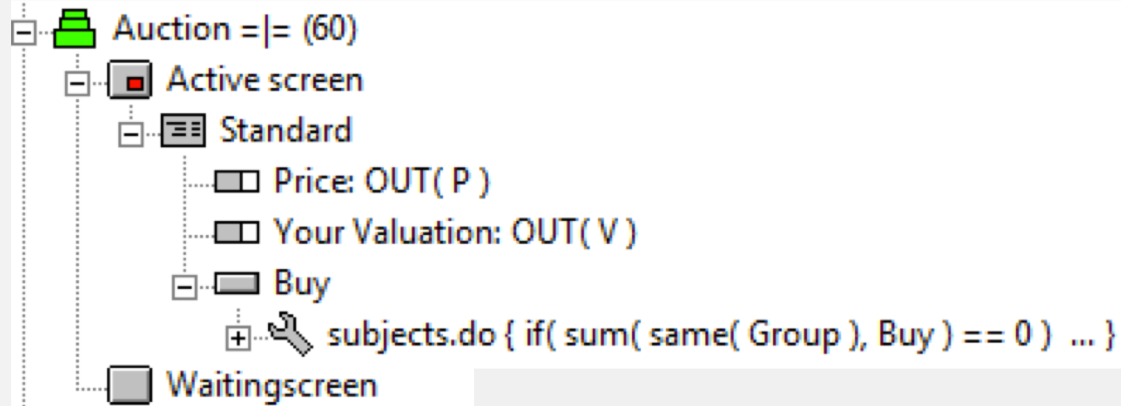 Auction =|= (60)
Active screen
Standard
Price: OUT( P )
Your Valuation: OUT( V )
Buy
subjects.do { if( sum( same( Group ), Buy ) == 0 ) ... }
Waitingscreen